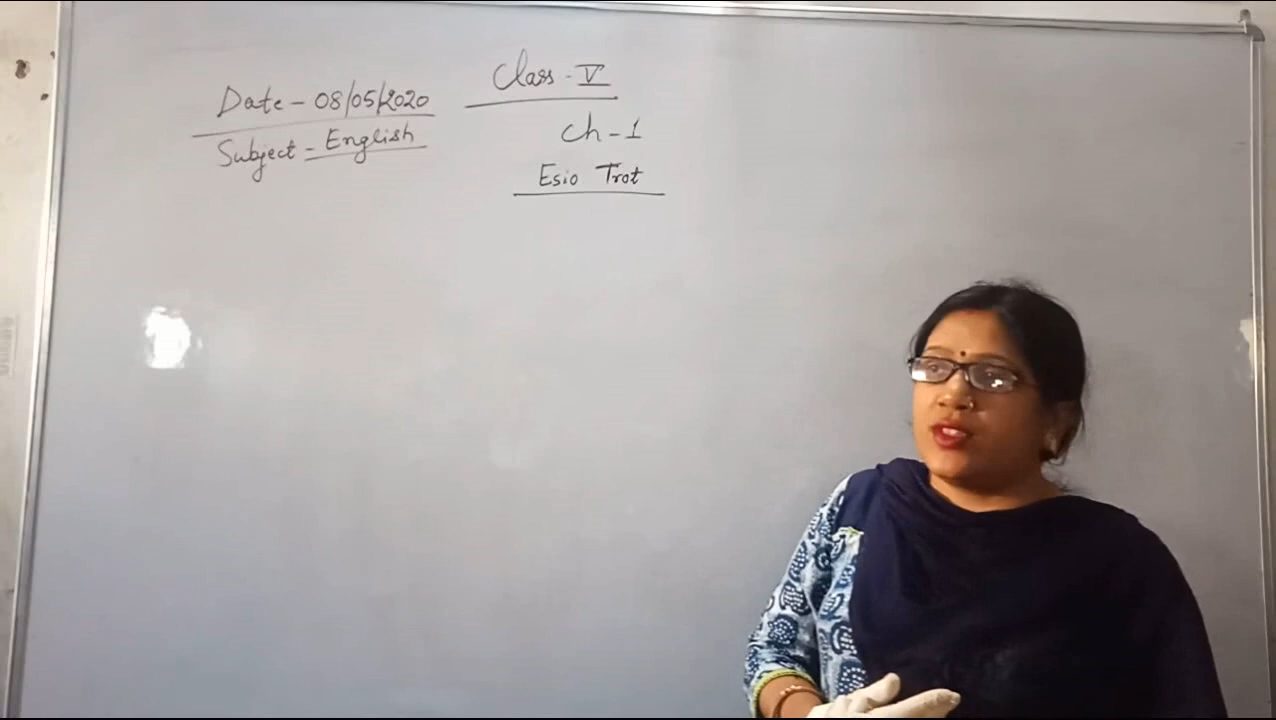 Class - V
Date - 08/05/2020
Subject - English
Ch - 1
Esio Trot